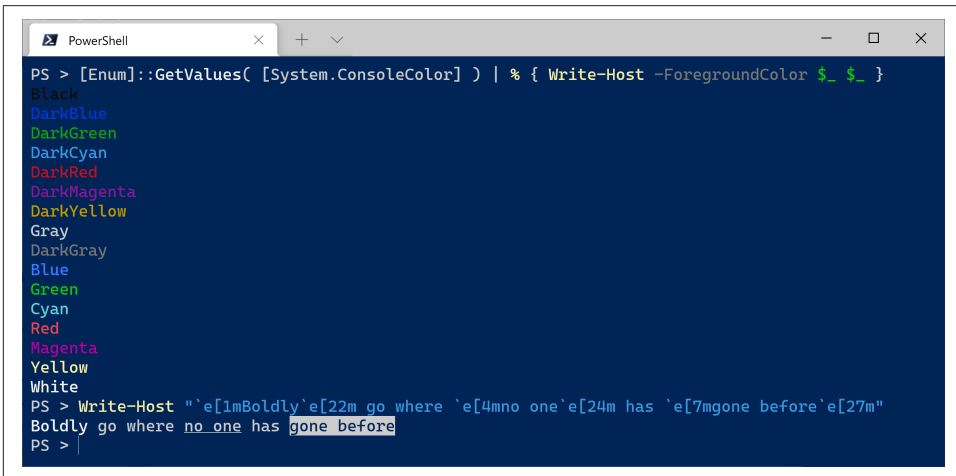 PowerShell
PS > [Enum]::GetValues( [System.ConsoleColor] ) | % { Write-Host -ForegroundColor $_ $_ }
Black
DarkBlue
DarkGreen
DarkCyan
DarkRed
DarkMagenta
DarkYellow
Gray
DarkGray
Blue
Green
Cyan
Red
Magenta
Yellow
White
PS > Write-Host "`e[1mBoldly`e[22m go where `e[4mno one`e[24m has `e[7mgone before`e[27m"
Boldly go where no one has gone before
PS >